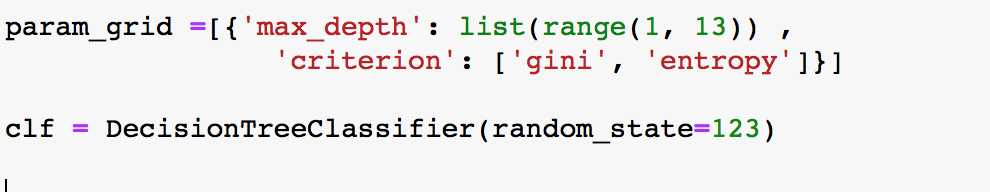 param_grid =[{'max_depth': list(range(1, 13)) ,
'criterion': ['gini', 'entropy']}]
clf = DecisionTreeClassifier(random_state=123)